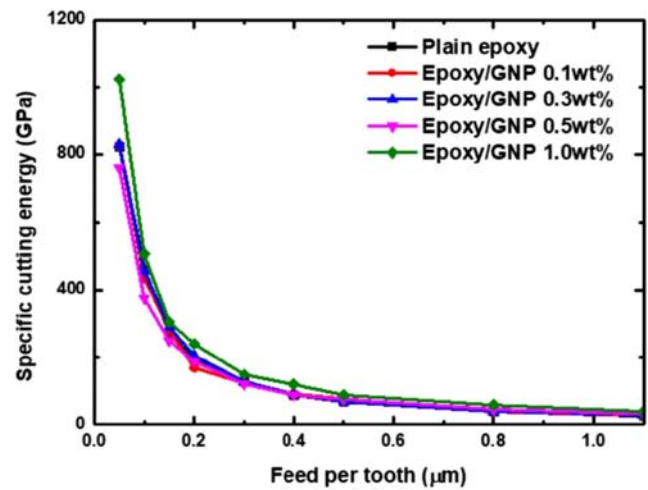 1200
800
400
0
Specific cutting energy (GPa)
Plain epoxy
Epoxy/GNP 0.1wt%
Epoxy/GNP 0.3wt%
Epoxy/GNP 0.5wt%
Epoxy/GNP 1.0wt%
0.0 0.2 0.4 0.6 0.8 1.0
Feed per tooth (μm)